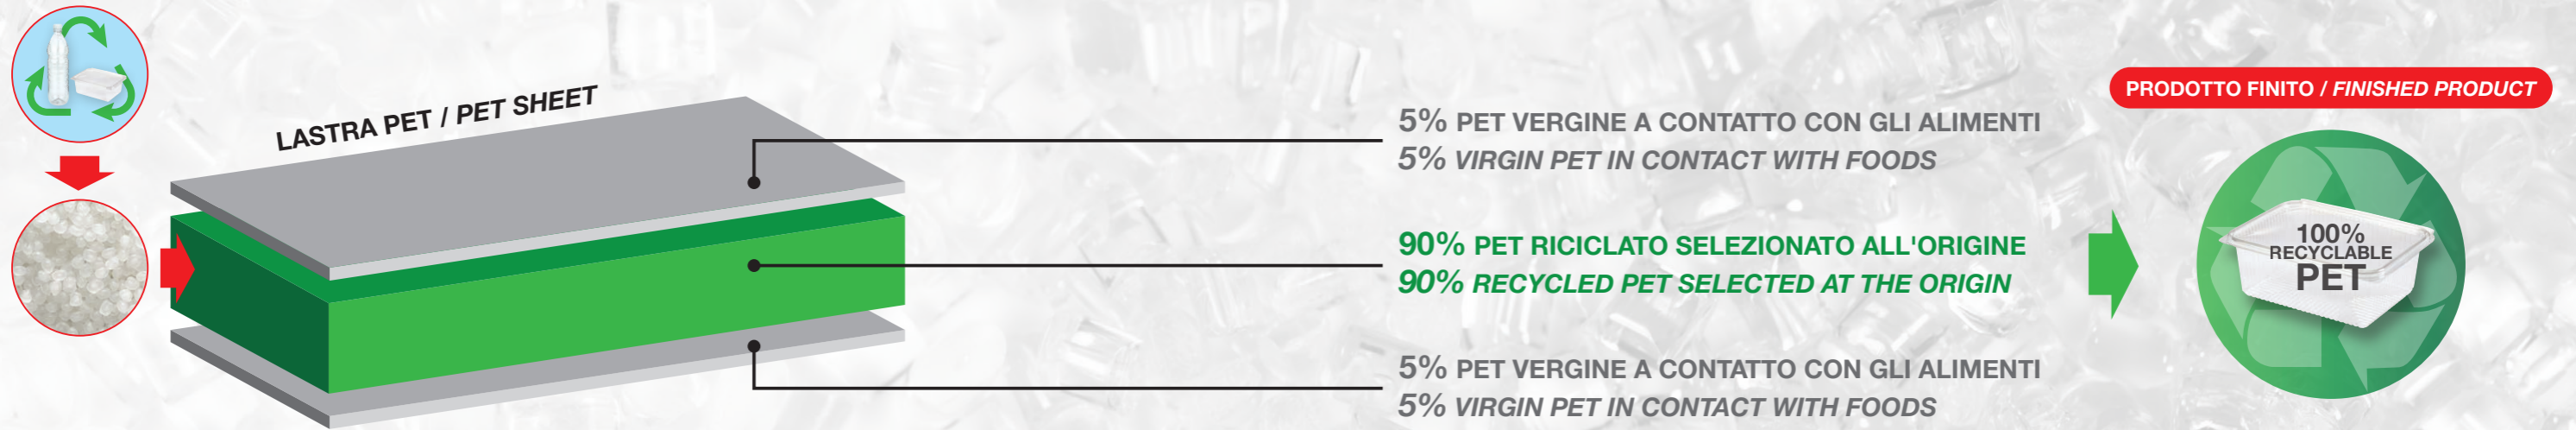 LASTRA PET / PET SHEET
5% PET VERGINE A CONTATTO CON GLI ALIMENTI
5% VIRGIN PET IN CONTACT WITH FOODS
90% PET RICICLATO SELEZIONATO ALL'ORIGINE
90% RECYCLED PET SELECTED AT THE ORIGIN
5% PET VERGINE A CONTATTO CON GLI ALIMENTI
5% VIRGIN PET IN CONTACT WITH FOODS
PRODOTTO FINITO / FINISHED PRODUCT
100%
RECYCLABLE
PET